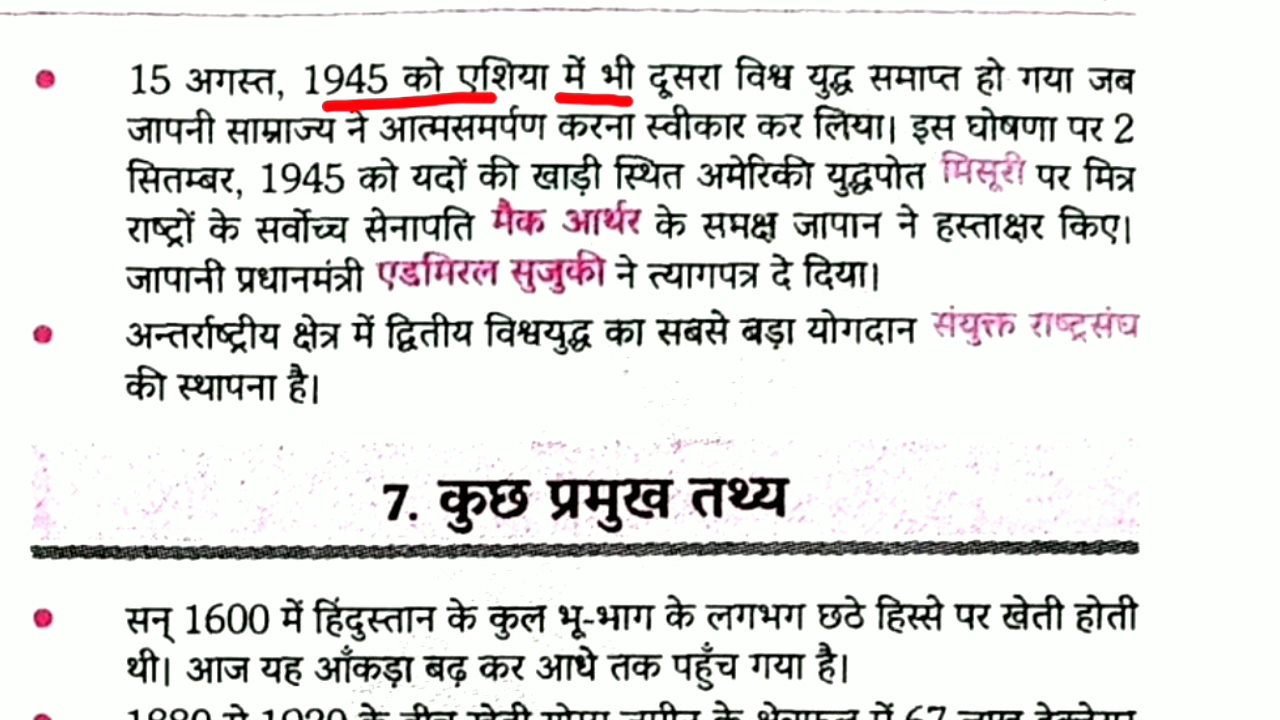 15 अगस्त, 1945 को एशिया में भी दूसरा विश्व युद्ध समाप्त हो गया जब
जापनी साम्राज्य ने आत्मसमर्पण करना स्वीकार कर लिया। इस घोषणा पर 2
सितम्बर, 1945 को यदों की खाड़ी स्थित अमेरिकी युद्धपोत मिसूरी पर मित्र
राष्ट्रों के सर्वोच्च सेनापति मैक आर्थर के समक्ष जापान ने हस्ताक्षर किए।
जापानी प्रधानमंत्री एडमिरल सुजुकी ने त्यागपत्र दे दिया।
अन्तर्राष्ट्रीय क्षेत्र में द्वितीय विश्वयुद्ध का सबसे बड़ा योगदान संयुक्त राष्ट्रसंघ
की स्थापना है।
7. कुछ प्रमुख तथ्य
सन् 1600 में हिंदुस्तान के कुल भू-भाग के लगभग छठे हिस्से पर खेती होती
थी। आज यह आँकड़ा बढ़ कर आधे तक पहुँच गया है।